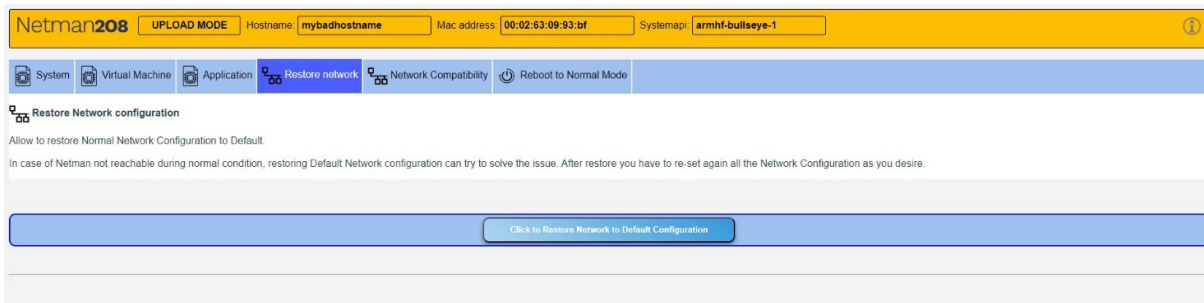 Netman208 UPLOAD MODE Hostname: mybadhostname Mac address: 00:02:63:09:93:bf Systemapi: armhf-bullseye-1
System Virtual Machine Application Restore network Network Compatibility Reboot to Normal Mode
Restore Network configuration
Allow to restore Normal Network Configuration to Default.
In case of Netman not reachable during normal condition, restoring Default Network configuration can try to solve the issue. After restore you have to re-set again all the Network Configuration as you desire.
Click to Restore Network to Default Configuration